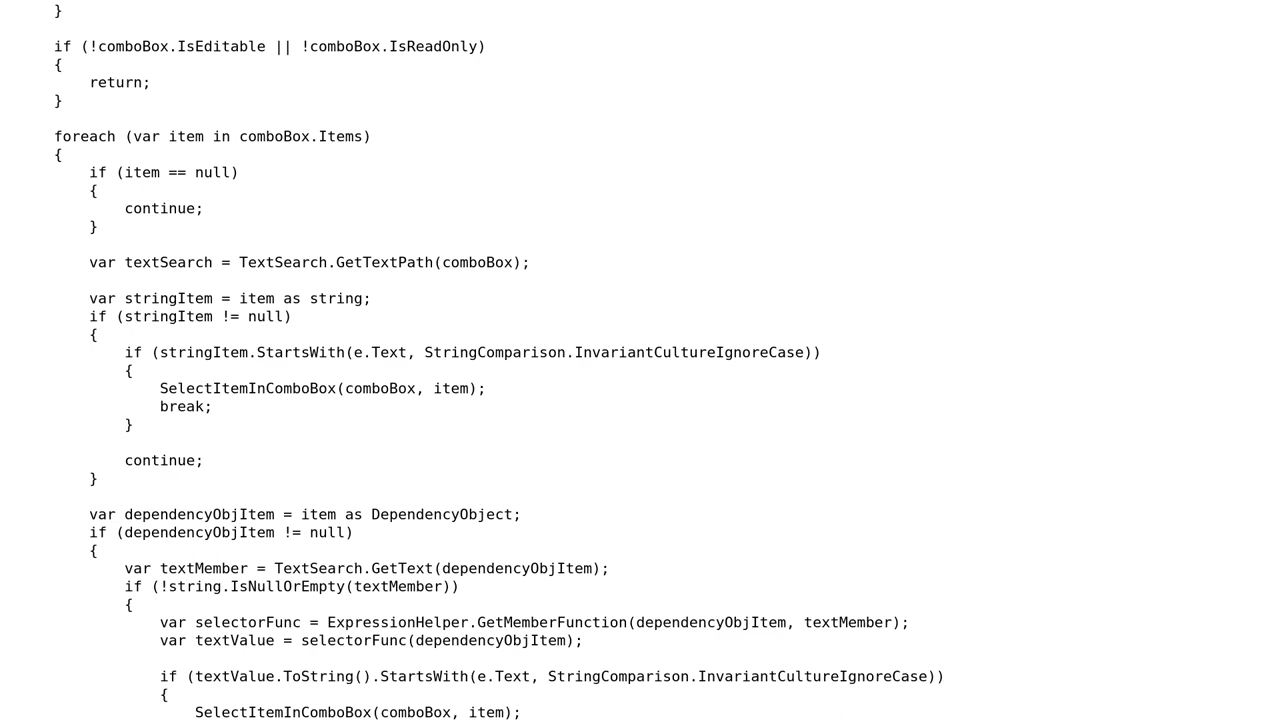 }
if (!comboBox.IsEditable || !comboBox.IsReadOnly)
{
return;
}
foreach (var item in comboBox.Items)
{
if (item == null)
{
continue;
}
var textSearch = TextSearch.GetTextPath(comboBox);
var stringItem = item as string;
if (stringItem != null)
{
if (stringItem.StartsWith(e.Text, StringComparison.InvariantCultureIgnoreCase))
{
SelectItemInComboBox(comboBox, item);
break;
}
continue;
}
var dependencyObjItem = item as DependencyObject;
if (dependencyObjItem != null)
{
var textMember = TextSearch.GetText(dependencyObjItem);
if (!string.IsNullOrEmpty(textMember))
{
var selectorFunc = ExpressionHelper.GetMemberFunction(dependencyObjItem, textMember);
var textValue = selectorFunc(dependencyObjItem);
if (textValue.ToString().StartsWith(e.Text, StringComparison.InvariantCultureIgnoreCase))
{
SelectItemInComboBox(comboBox, item);